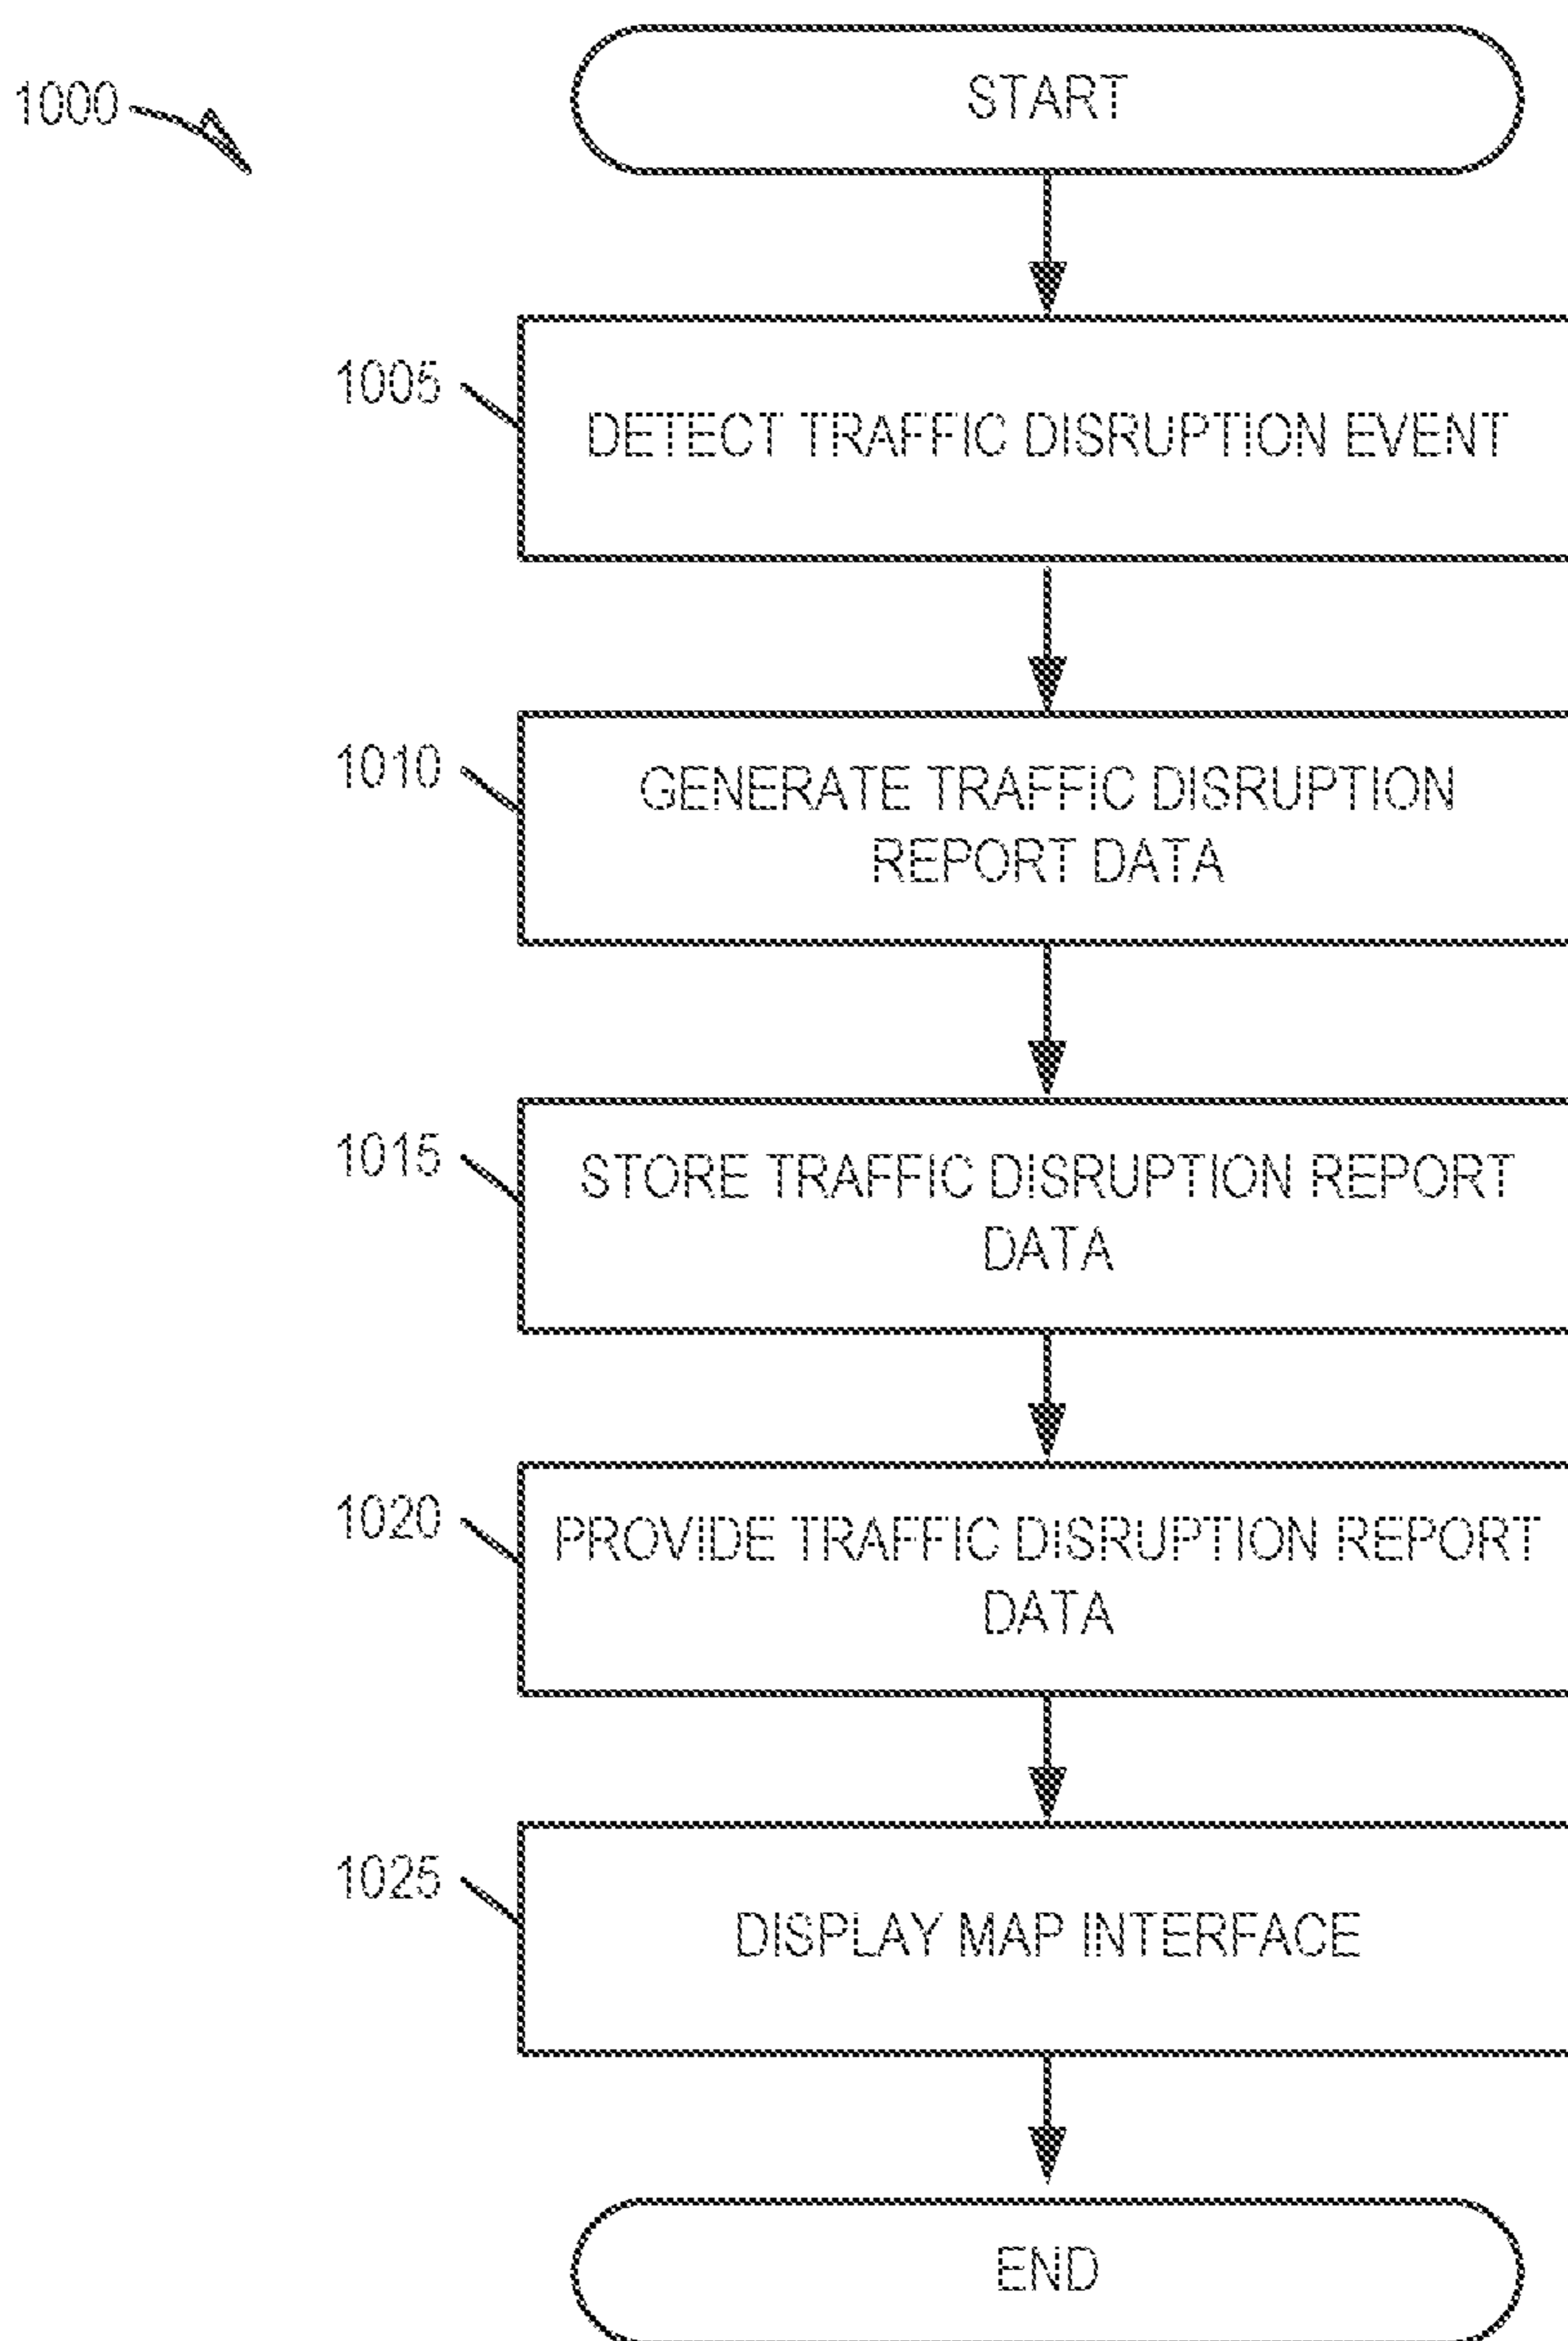 1000
START
1005
DETECT TRAFFIC DISRUPTION EVENT
1010
GENERATE TRAFFIC DISRUPTION
REPORT DATA
1015
STORE TRAFFIC DISRUPTION REPORT
DATA
1020
PROVIDE TRAFFIC DISRUPTION REPORT
DATA
1025
DISPLAY MAP INTERFACE
END